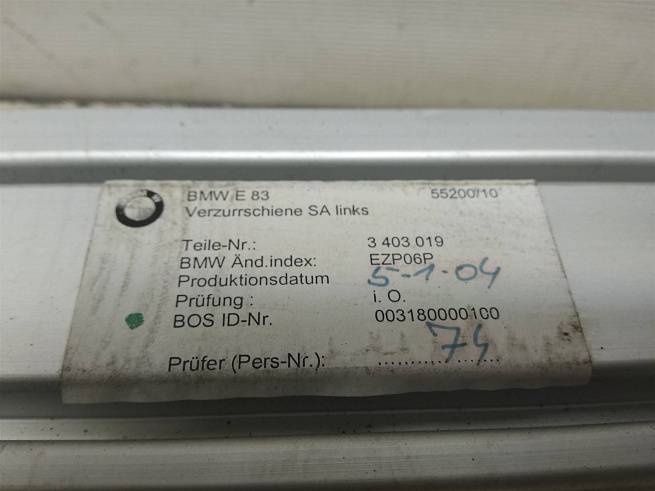 BMW E 83 55200/10
Verzurrschiene SA links
Teile-Nr.: 3 403 019
BMW Änd.index: EZP06P
Produktionsdatum 5-1-04
Prüfung : i. O.
BOS ID-Nr. 003180000100
Prüfer (Pers-Nr.): 74